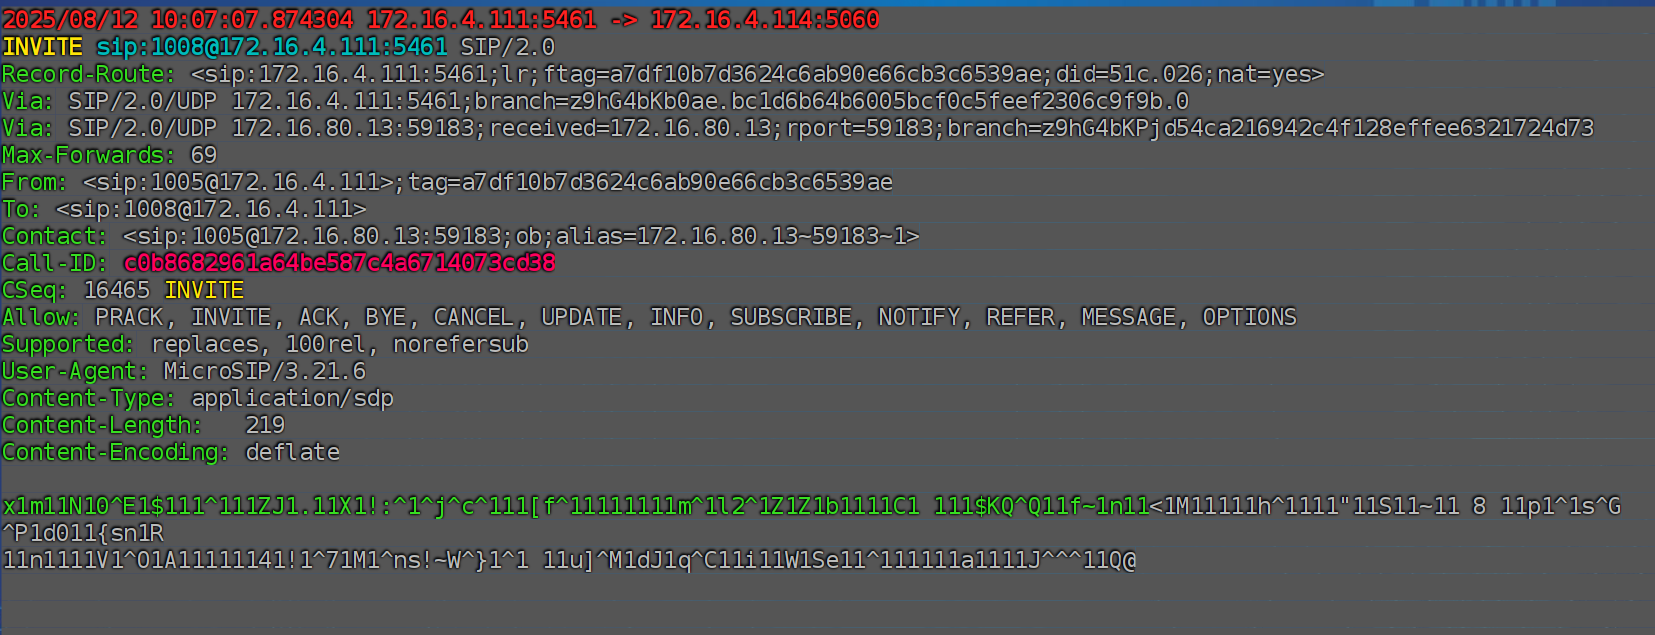 2025/08/12 10:07:07.874304 172.16.4.111:5461 -> 172.16.4.114:5060
INVITE sip:1008@172.16.4.111:5461 SIP/2.0
Record-Route: <sip:172.16.4.111:5461;lr;ftag=a7df10b7d3624c6ab90e66cb3c6539ae;did=51c.026;nat=yes>
Via: SIP/2.0/UDP 172.16.4.111:5461;branch=z9hG4bKb0ae.bc1d6b64b6005bcf0c5feef2306c9f9b.0
Via: SIP/2.0/UDP 172.16.80.13:59183;received=172.16.80.13;rport=59183;branch=z9hG4bKPjd54ca216942c4f128effee6321724d73
Max-Forwards: 69
From: <sip:1005@172.16.4.111>;tag=a7df10b7d3624c6ab90e66cb3c6539ae
To: <sip:1008@172.16.4.111>
Contact: <sip:1005@172.16.80.13:59183;ob;alias=172.16.80.13~59183~1>
Call-ID: c0b8682961a64be587c4a6714073cd38
CSeq: 16465 INVITE
Allow: PRACK, INVITE, ACK, BYE, CANCEL, UPDATE, INFO, SUBSCRIBE, NOTIFY, REFER, MESSAGE, OPTIONS
Supported: replaces, 100rel, norefersub
User-Agent: MicroSIP/3.21.6
Content-Type: application/sdp
Content-Length:   219
Content-Encoding: deflate
x1m11N10^E1$111^111ZJ1.11X1!:^1^j^c^111[f^11111111m^1l2^1Z1Z1b1111C1 111$KQ^Q11f~1n11<1M11111h^1111"11S11~11 8 11p1^1s^G
^P1d011{sn1R
11n1111V1^O1A11111141!1^71M1^ns!~W^}1^1 11u]^M1dJ1q^C11i11W1Se11^111111a1111J^^^11Q@